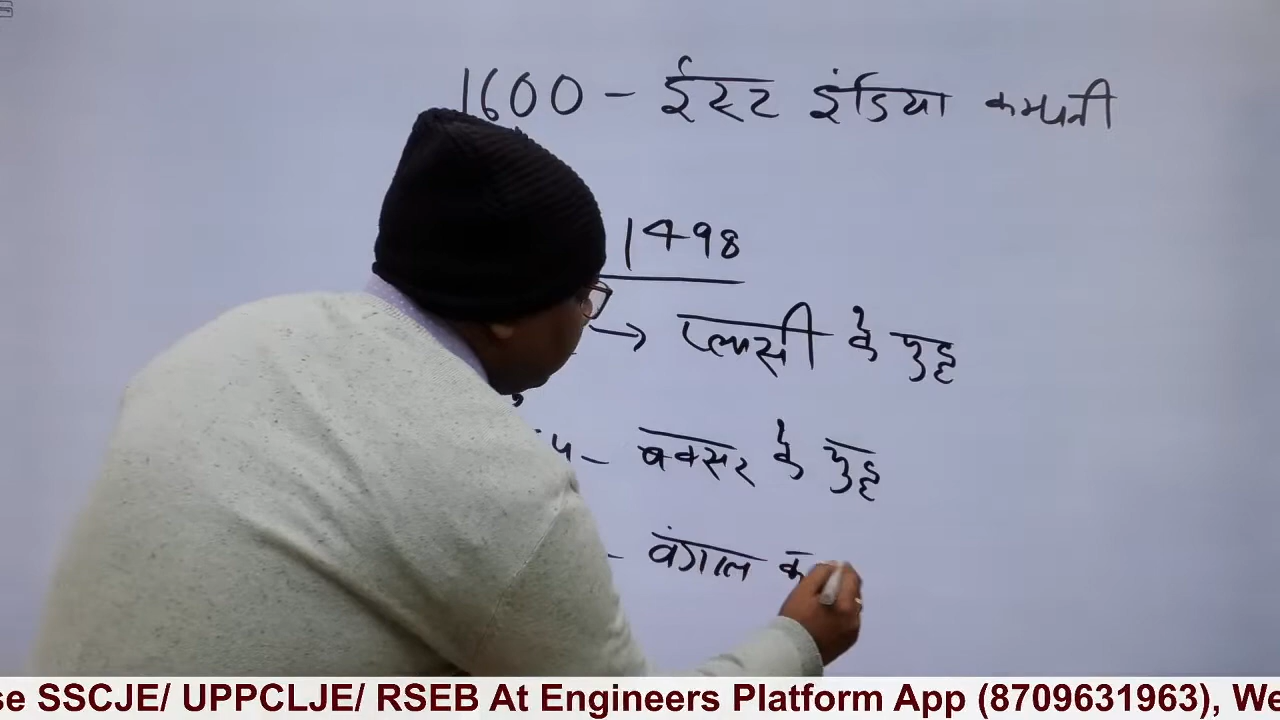 1600 - ईस्ट इंडिया कम्पनी
1498
→ प्लासी के युद्ध
- बक्सर के युद्ध
- बंगाल क
se SSCJE/ UPPCLJE/ RSEB At Engineers Platform App (8709631963), We